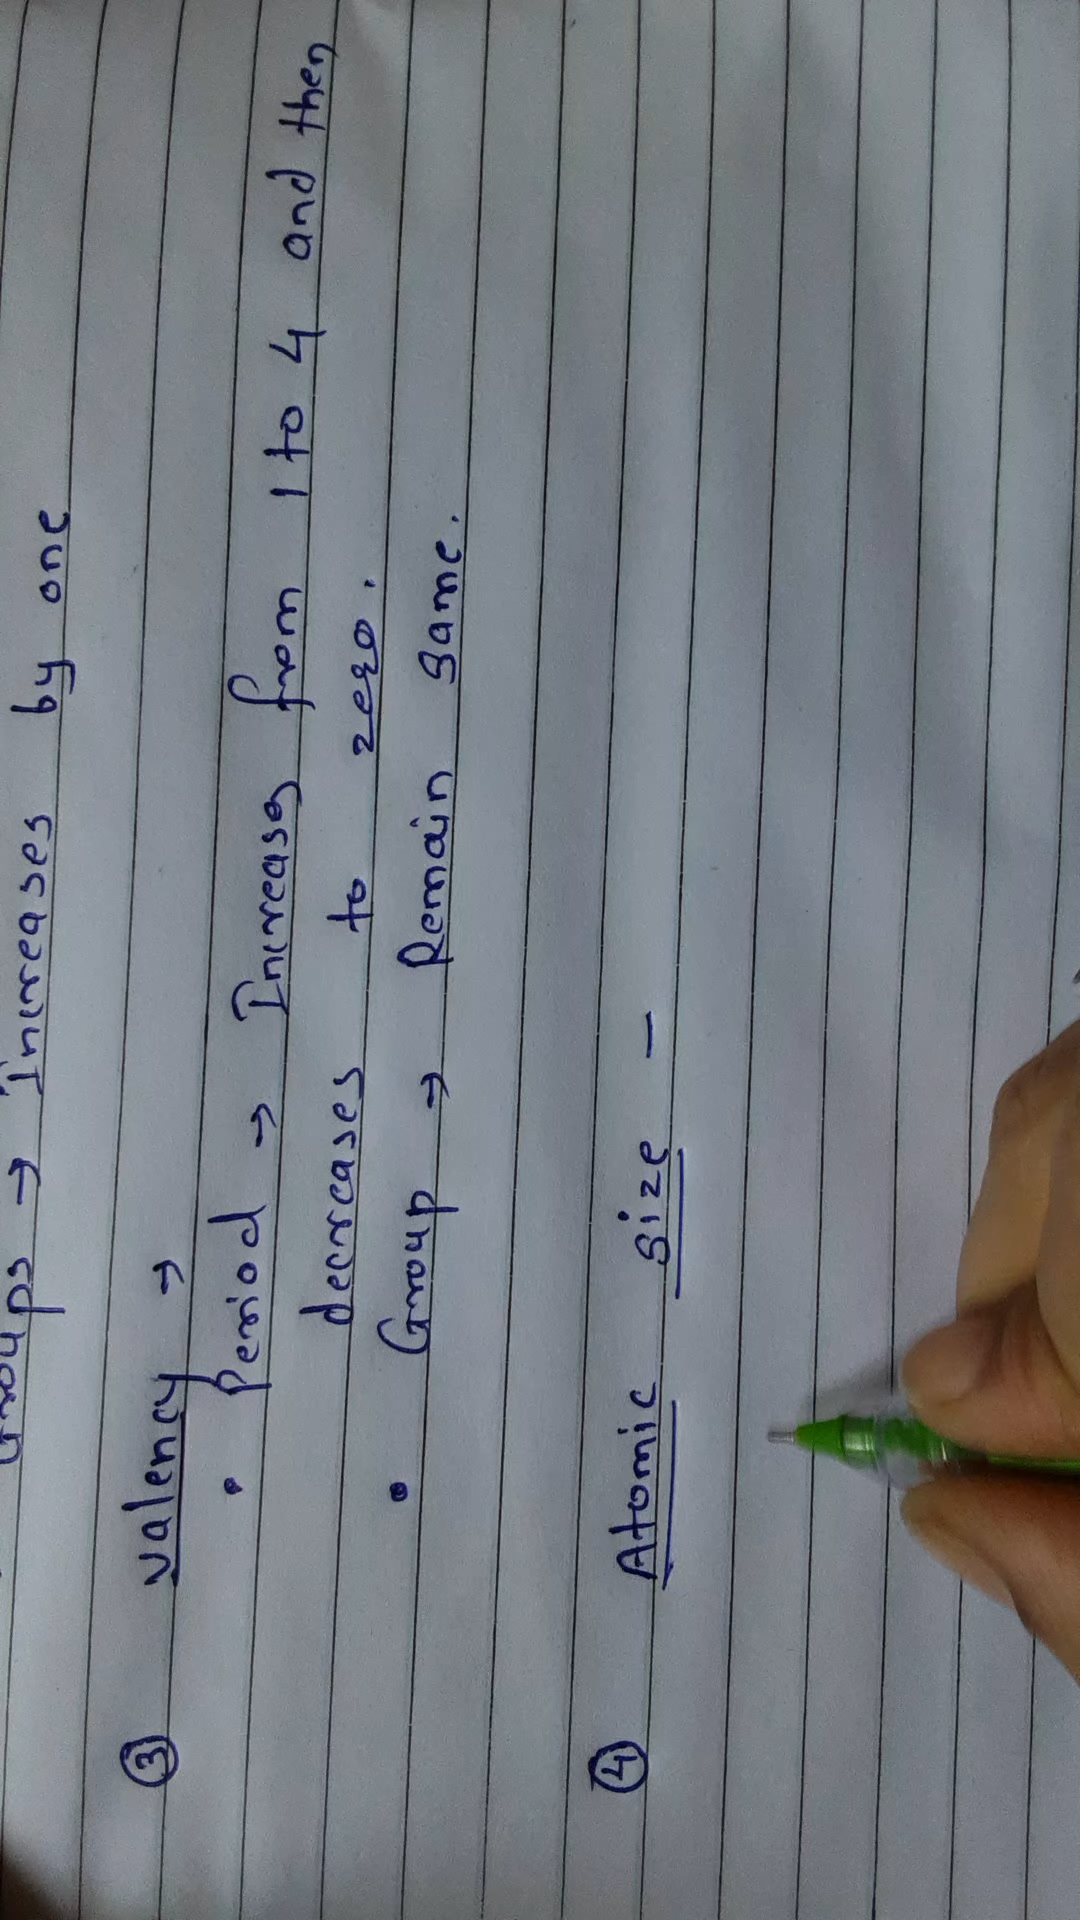 Groups → Increases by one
③ Valency →
• Period → Increases from 1 to 4 and then
decreases to zero.
• Group → Remain same.
④ Atomic size –